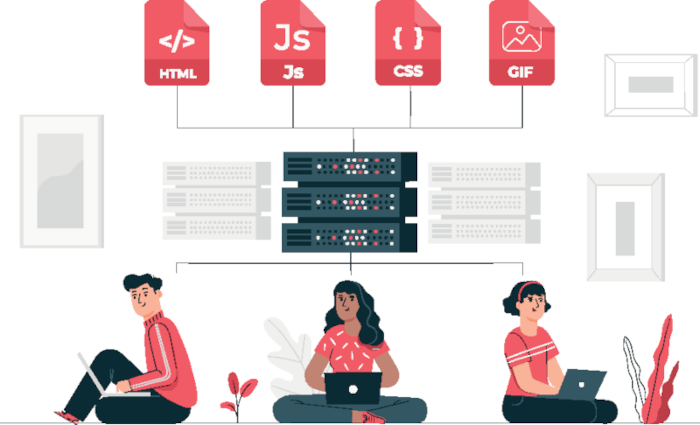 </>
HTML
Js
Js
{ }
CSS
GIF